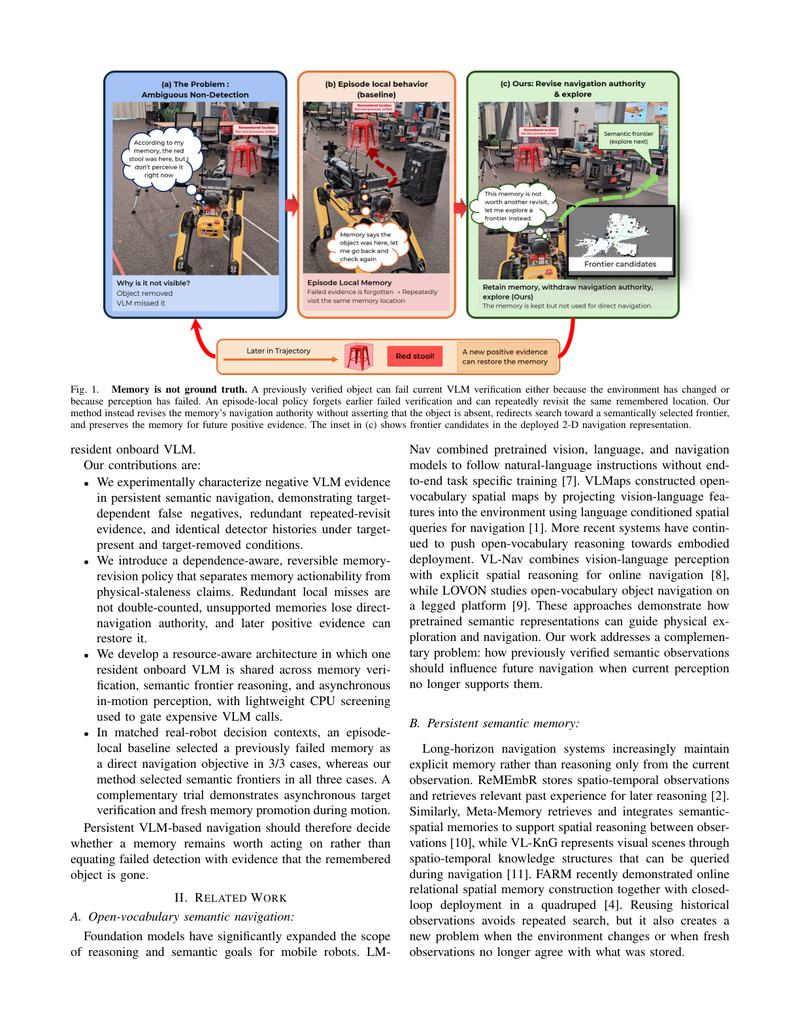 (a) The Problem :
Ambiguous Non-Detection
According to my
memory, the red
stool was here, but I
don't perceive it
right now
Remembered location
Why is it not visible?
Object removed
VLM missed it
(b) Episode local behavior
(baseline)
Remembered location
Memory says the
object was here, let
me go back and
check again
Episode Local Memory
Failed evidence is forgotten + Repeatedly
visit the same memory location
(c) Ours: Revise navigation authority
& explore
Remembered location
Semantic frontier
(explore next)
This memory is not
worth another revisit,
let me explore a
frontier instead.
Frontier candidates
Retain memory, withdraw navigation authority,
explore (Ours)
The memory is kept but not used for direct navigation.
Later in Trajectory
Red stool!
A new positive evidence
can restore the memory
Fig. 1. Memory is not ground truth. A previously verified object can fail current VLM verification either because the environment has changed or
because perception has failed. An episode-local policy forgets earlier failed verification and can repeatedly revisit the same remembered location. Our
method instead revises the memory's navigation authority without asserting that the object is absent, redirects search toward a semantically selected frontier,
and preserves the memory for future positive evidence. The inset in (c) shows frontier candidates in the deployed 2-D navigation representation.
resident onboard VLM.
Our contributions are:
• We experimentally characterize negative VLM evidence
in persistent semantic navigation, demonstrating target-
dependent false negatives, redundant repeated-revisit
evidence, and identical detector histories under target-
present and target-removed conditions.
• We introduce a dependence-aware, reversible memory-
revision policy that separates memory actionability from
physical-staleness claims. Redundant local misses are
not double-counted, unsupported memories lose direct-
navigation authority, and later positive evidence can
restore it.
• We develop a resource-aware architecture in which one
resident onboard VLM is shared across memory veri-
fication, semantic frontier reasoning, and asynchronous
in-motion perception, with lightweight CPU screening
used to gate expensive VLM calls.
• In matched real-robot decision contexts, an episode-
local baseline selected a previously failed memory as
a direct navigation objective in 3/3 cases, whereas our
method selected semantic frontiers in all three cases. A
complementary trial demonstrates asynchronous target
verification and fresh memory promotion during motion.
Persistent VLM-based navigation should therefore decide
whether a memory remains worth acting on rather than
equating failed detection with evidence that the remembered
object is gone.
II. RELATED WORK
A. Open-vocabulary semantic navigation:
Foundation models have significantly expanded the scope
of reasoning and semantic goals for mobile robots. LM-
Nav combined pretrained vision, language, and navigation
models to follow natural-language instructions without end-
to-end task specific training [7]. VLMaps constructed open-
vocabulary spatial maps by projecting vision-language fea-
tures into the environment using language conditioned spatial
queries for navigation [1]. More recent systems have contin-
ued to push open-vocabulary reasoning towards embodied
deployment. VL-Nav combines vision-language perception
with explicit spatial reasoning for online navigation [8],
while LOVON studies open-vocabulary object navigation on
a legged platform [9]. These approaches demonstrate how
pretrained semantic representations can guide physical ex-
ploration and navigation. Our work addresses a complemen-
tary problem: how previously verified semantic observations
should influence future navigation when current perception
no longer supports them.
B. Persistent semantic memory:
Long-horizon navigation systems increasingly maintain
explicit memory rather than reasoning only from the current
observation. ReMEmbR stores spatio-temporal observations
and retrieves relevant past experience for later reasoning [2].
Similarly, Meta-Memory retrieves and integrates semantic-
spatial memories to support spatial reasoning between obser-
vations [10], while VL-KnG represents visual scenes through
spatio-temporal knowledge structures that can be queried
during navigation [11]. FARM recently demonstrated online
relational spatial memory construction together with closed-
loop deployment in a quadruped [4]. Reusing historical
observations avoids repeated search, but it also creates a
new problem when the environment changes or when fresh
observations no longer agree with what was stored.